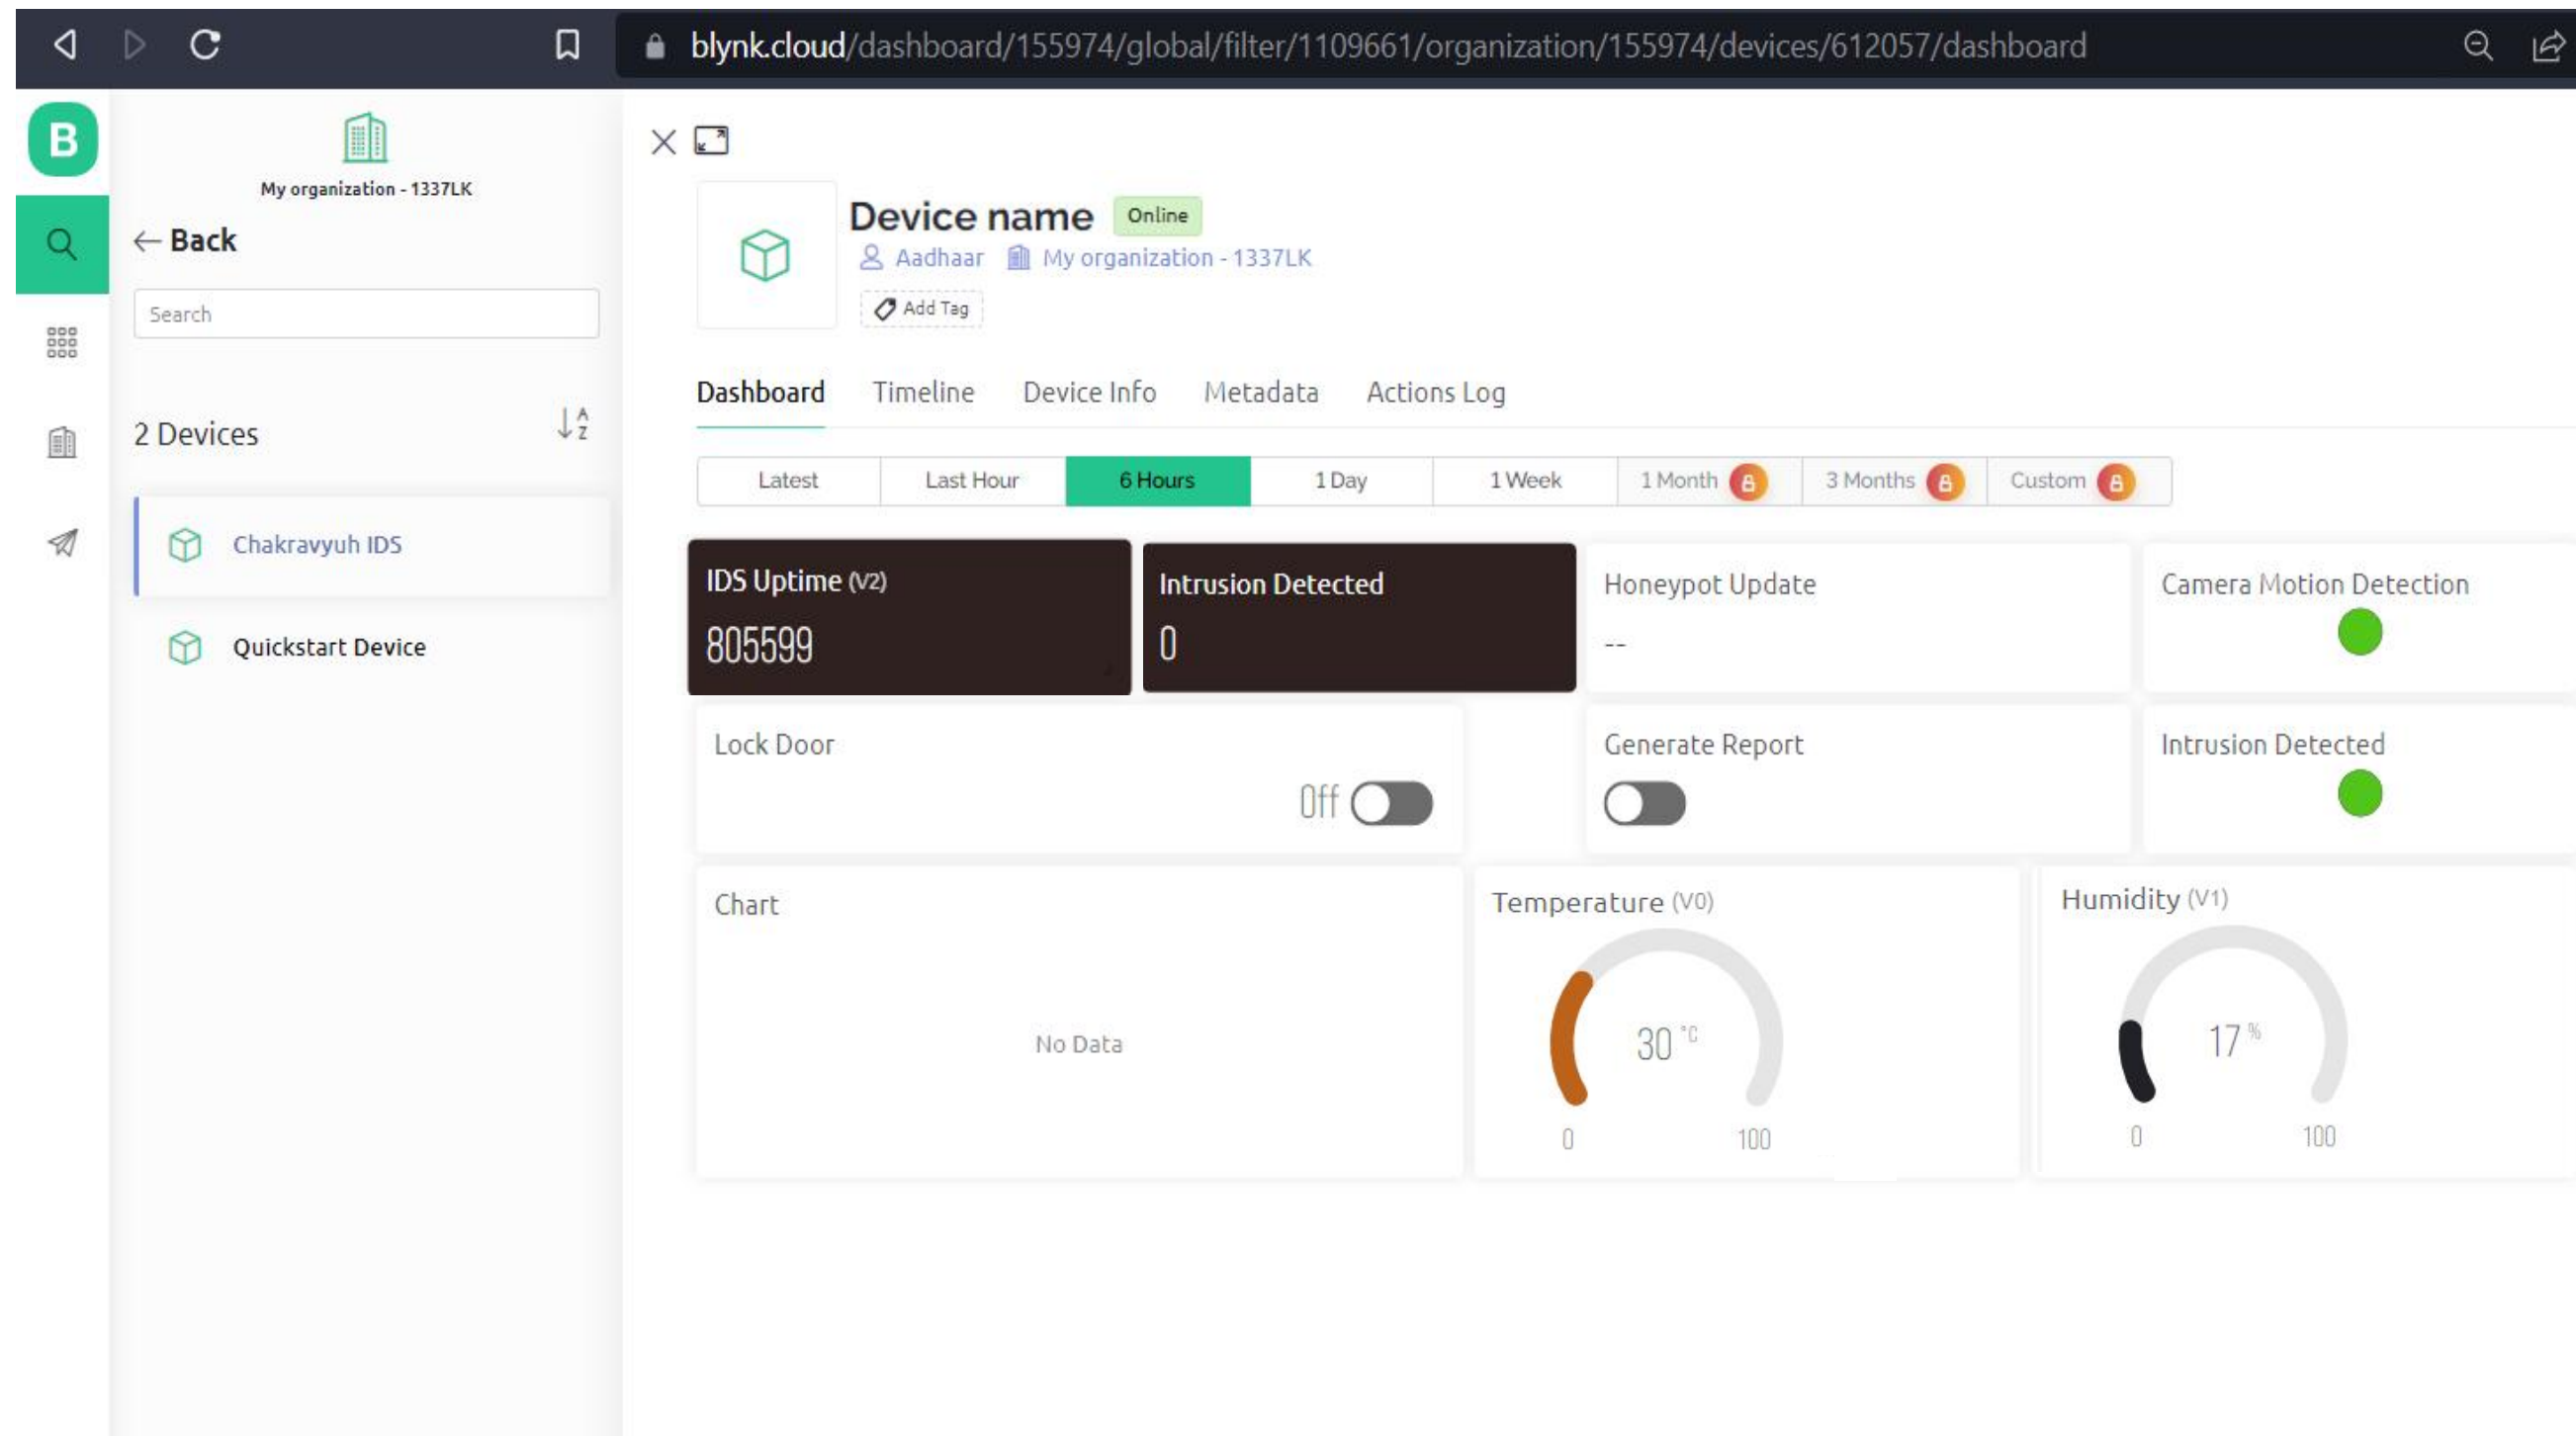 blynk.cloud/dashboard/155974/global/filter/1109661/organization/155974/devices/612057/dashboard
B
My organization - 1337LK
← Back
Search
2 Devices
A
Z
Chakravyuh IDS
Quickstart Device
Device name Online
Aadhaar My organization - 1337LK
Add Tag
Dashboard Timeline Device Info Metadata Actions Log
Latest Last Hour 6 Hours 1 Day 1 Week 1 Month 3 Months Custom
IDS Uptime (V2)
805599
Intrusion Detected
0
Honeypot Update
--
Camera Motion Detection
Lock Door
Off
Generate Report
Intrusion Detected
Chart
No Data
Temperature (V0)
30 °C
0 100
Humidity (V1)
17 %
0 100